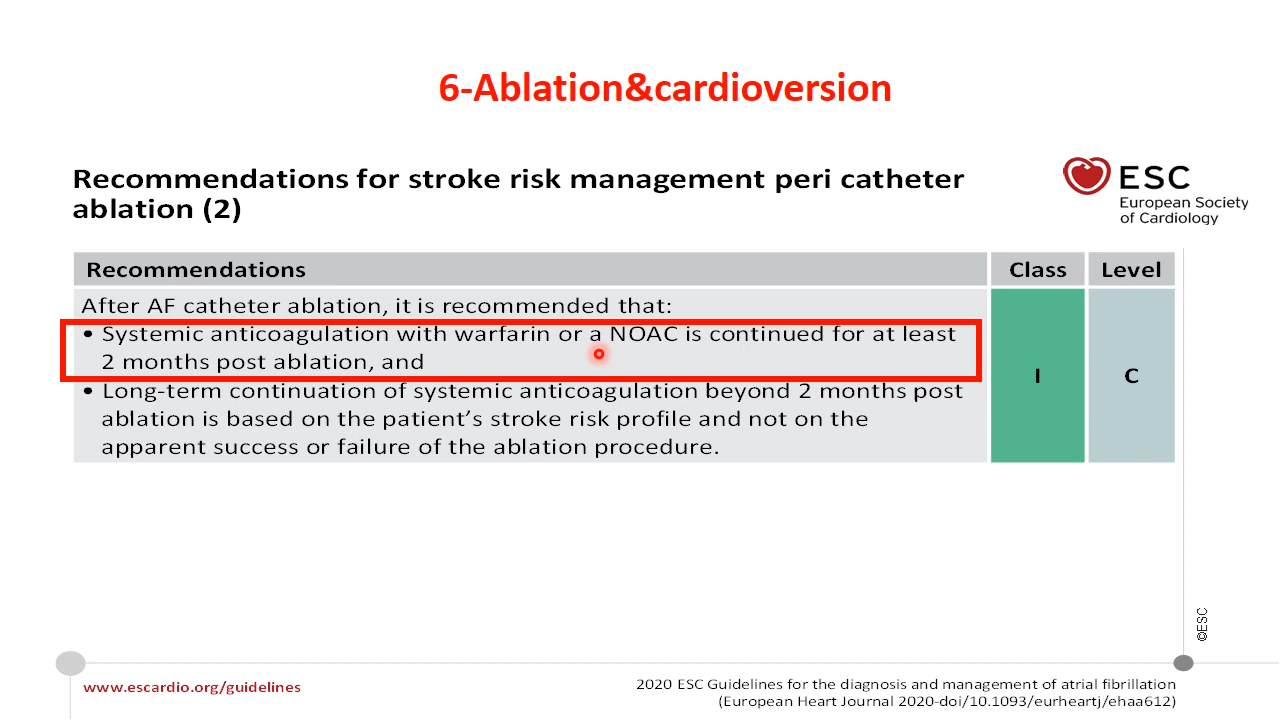 6-Ablation&cardioversion
Recommendations for stroke risk management peri catheter
ablation (2)
ESC
European Society
of Cardiology
Recommendations Class Level
After AF catheter ablation, it is recommended that:
• Systemic anticoagulation with warfarin or a NOAC is continued for at least
2 months post ablation, and
• Long-term continuation of systemic anticoagulation beyond 2 months post
ablation is based on the patient’s stroke risk profile and not on the
apparent success or failure of the ablation procedure.
I C
©ESC
www.escardio.org/guidelines
2020 ESC Guidelines for the diagnosis and management of atrial fibrillation
(European Heart Journal 2020-doi/10.1093/eurheartj/ehaa612)